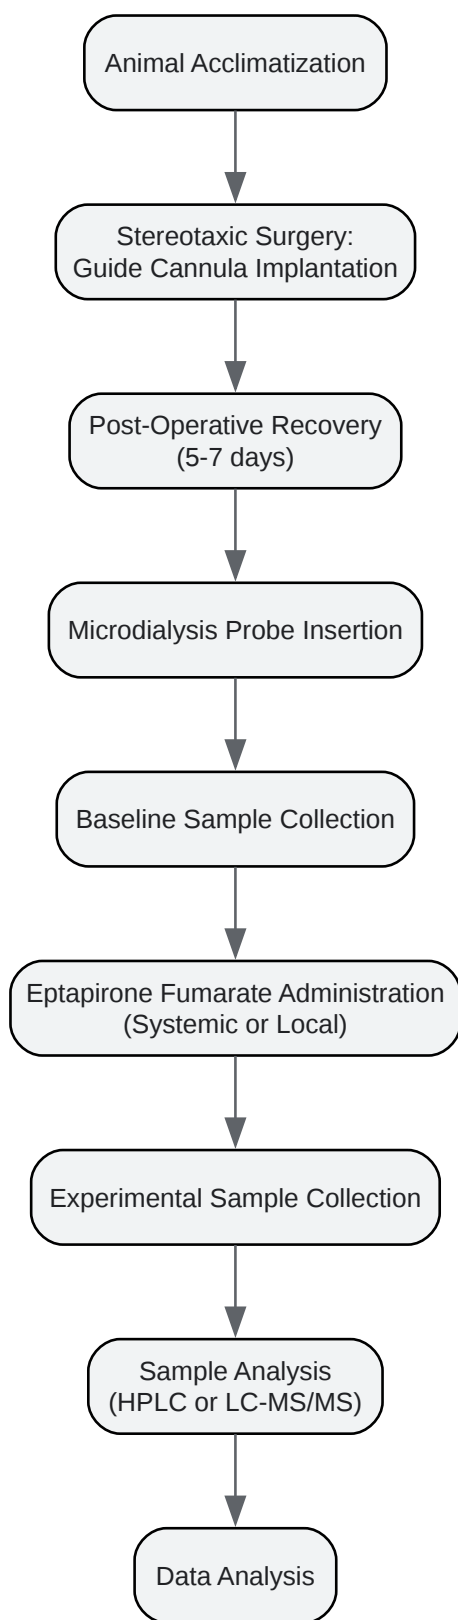 Animal Acclimatization
Stereotaxic Surgery:
Guide Cannula Implantation
Post-Operative Recovery
(5-7 days)
Microdialysis Probe Insertion
Baseline Sample Collection
Eptapirone Fumarate Administration
(Systemic or Local)
Experimental Sample Collection
Sample Analysis
(HPLC or LC-MS/MS)
Data Analysis